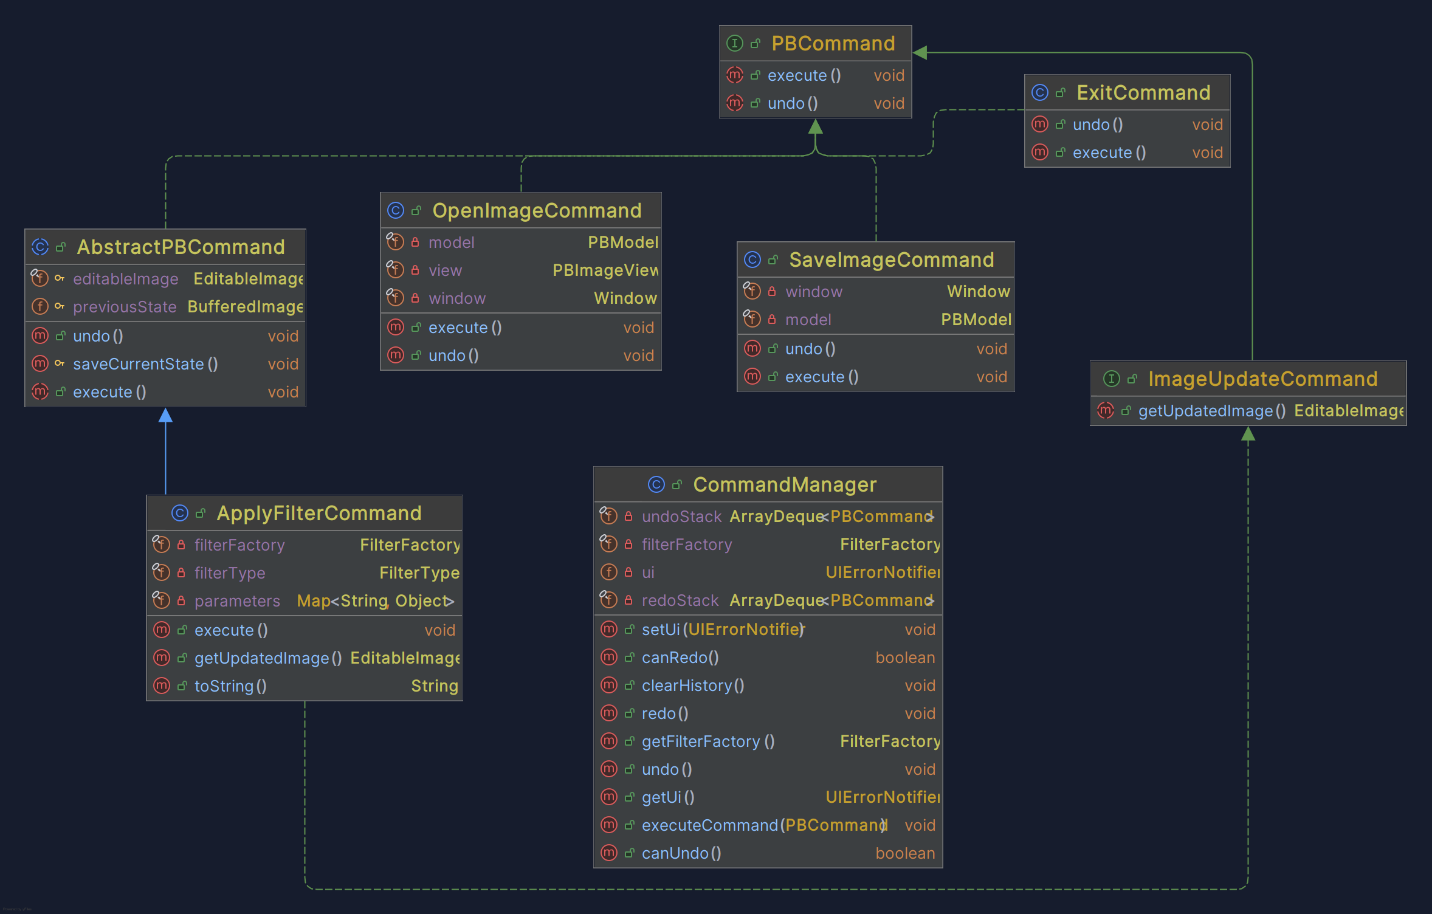 PBCommand
execute() void
undo() void
ExitCommand
undo() void
execute() void
OpenImageCommand
model PBModel
view PBImageView
window Window
execute() void
undo() void
AbstractPBCommand
editableImage EditableImage
previousState BufferedImage
undo() void
saveCurrentState() void
execute() void
SaveImageCommand
window Window
model PBModel
undo() void
execute() void
ImageUpdateCommand
getUpdatedImage() EditableImage
ApplyFilterCommand
filterFactory FilterFactory
filterType FilterType
parameters Map<String, Object>
execute() void
getUpdatedImage() EditableImage
toString() String
CommandManager
undoStack ArrayDeque<PBCommand>
filterFactory FilterFactory
ui UIErrorNotifier
redoStack ArrayDeque<PBCommand>
setUi(UIErrorNotifier) void
canRedo() boolean
clearHistory() void
redo() void
getFilterFactory() FilterFactory
undo() void
getUi() UIErrorNotifier
executeCommand(PBCommand) void
canUndo() boolean